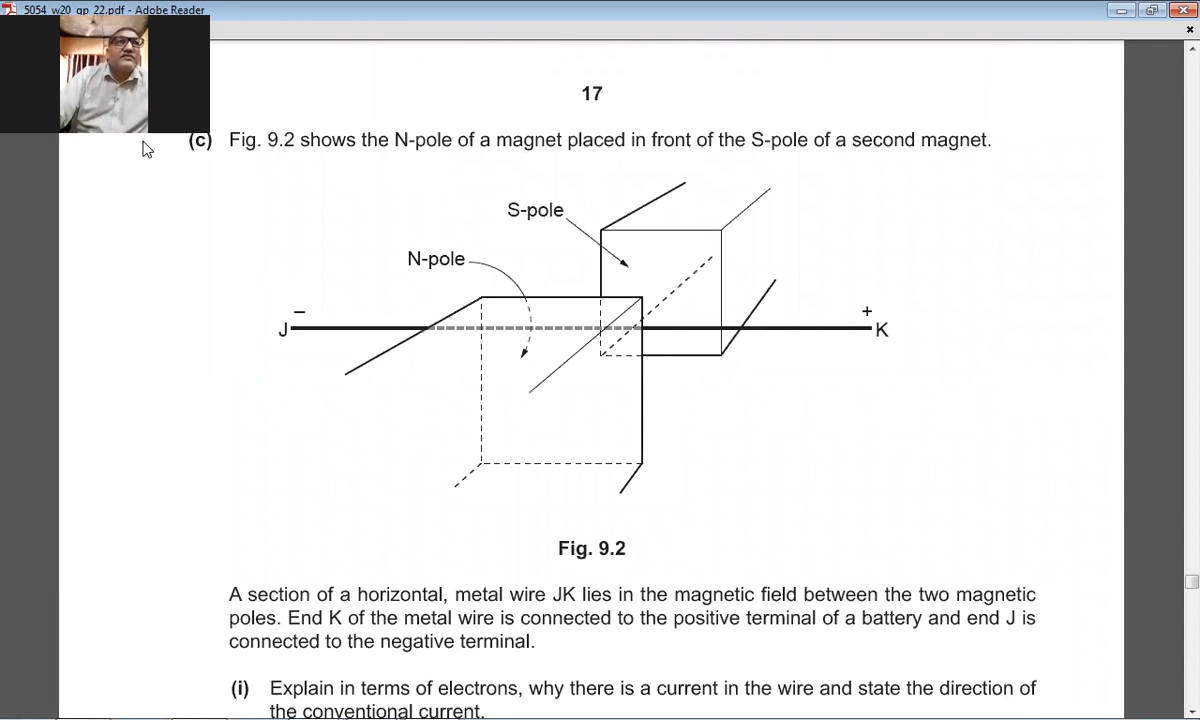 5054_w20_qp_22.pdf - Adobe Reader
17
(c) Fig. 9.2 shows the N-pole of a magnet placed in front of the S-pole of a second magnet.
S-pole
N-pole
– +
J K
Fig. 9.2
A section of a horizontal, metal wire JK lies in the magnetic field between the two magnetic
poles. End K of the metal wire is connected to the positive terminal of a battery and end J is
connected to the negative terminal.
(i) Explain in terms of electrons, why there is a current in the wire and state the direction of
the conventional current.